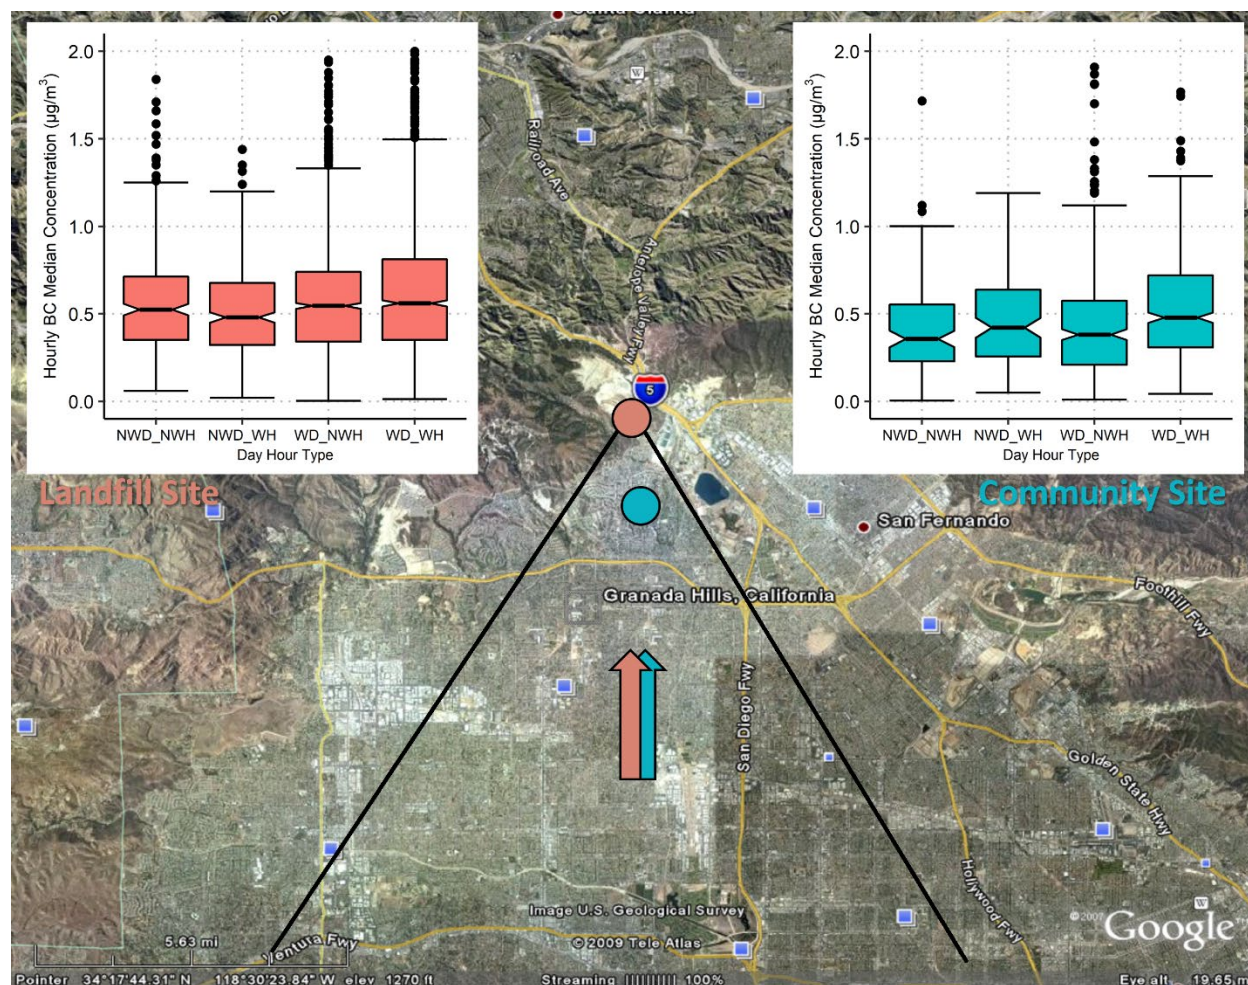 2.0
1.5
1.0
0.5
0.0
Hourly BC Median Concentration (µg/m³)
NWD_NWH NWD_WH WD_NWH WD_WH
Day Hour Type
Landfill Site
2.0
1.5
1.0
0.5
0.0
Hourly BC Median Concentration (µg/m³)
NWD_NWH NWD_WH WD_NWH WD_WH
Day Hour Type
Community Site
W
Railroad Ave
Antelope Valley Fwy
5
San Fernando
Granada Hills, California
Foothill Fwy
San Diego Fwy
Golden State Hwy
Hollywood Fwy
Ventura Fwy
W
Image U.S. Geological Survey
© 2009 Tele Atlas
©2007 Google™
5.63 mi
Pointer 34°17'44.31" N 118°30'23.84" W elev 1270 ft
Streaming |||||||||| 100%
Eye alt 19.65 m